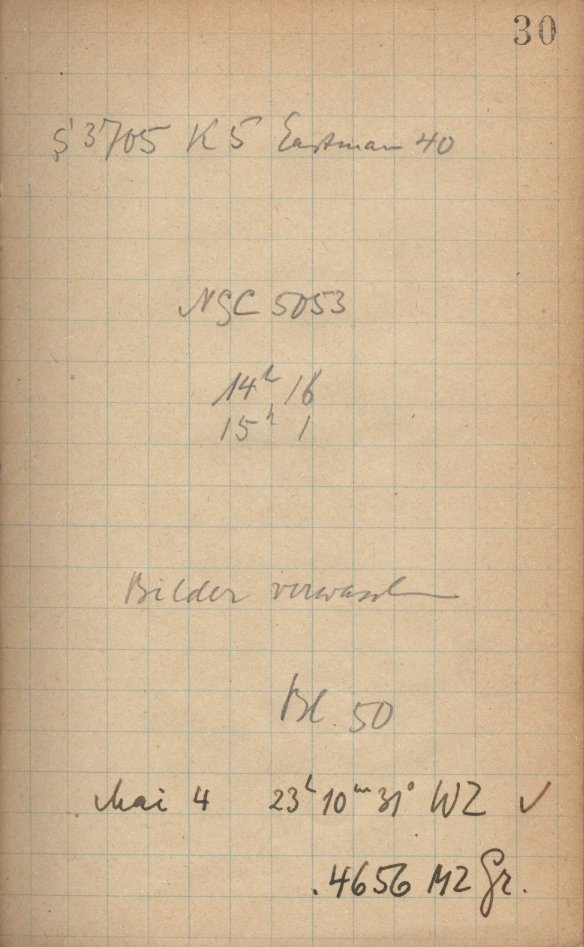 30
S 3705 K 5 Eastman 40
NGC 5053
14ʰ 16
15ʰ 1
Bilder verwaschen
Bl. 50
Mai 4 23ʰ 10ᵐ 31ˢ WZ ✓
.4656 MZ Gr.